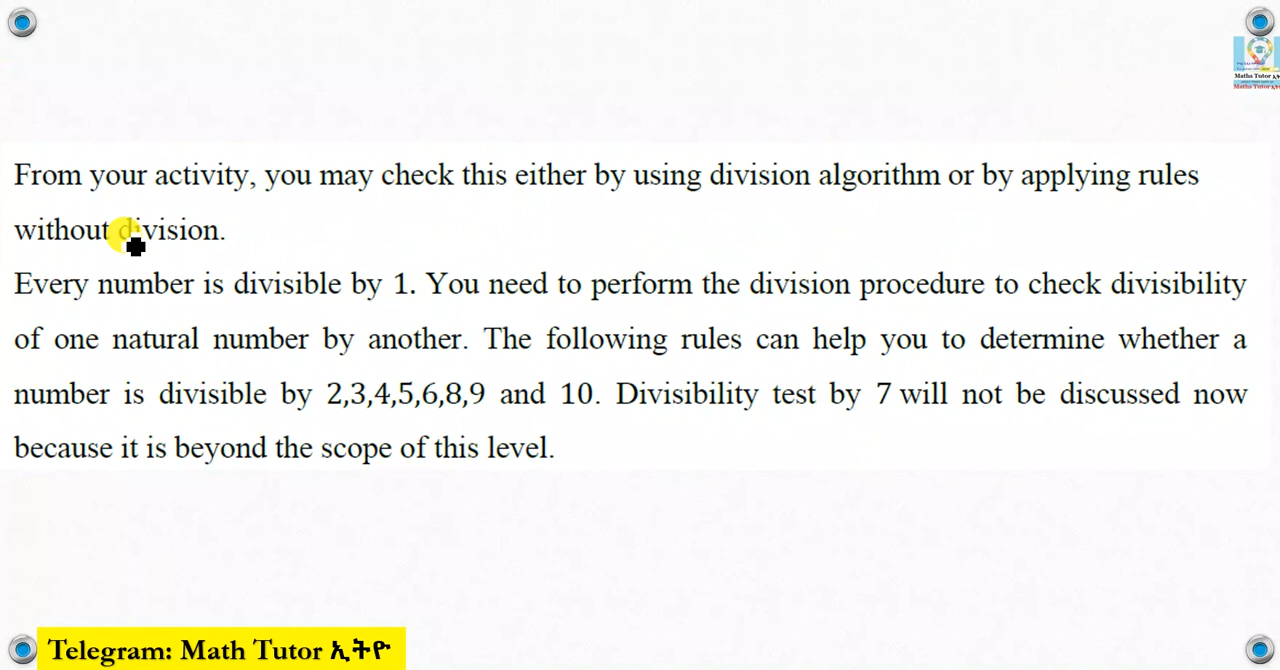 Maths Tutor
Maths Tutor
From your activity, you may check this either by using division algorithm or by applying rules
without division.
Every number is divisible by 1. You need to perform the division procedure to check divisibility
of one natural number by another. The following rules can help you to determine whether a
number is divisible by 2,3,4,5,6,8,9 and 10. Divisibility test by 7 will not be discussed now
because it is beyond the scope of this level.
Telegram: Math Tutor ኢትዮ